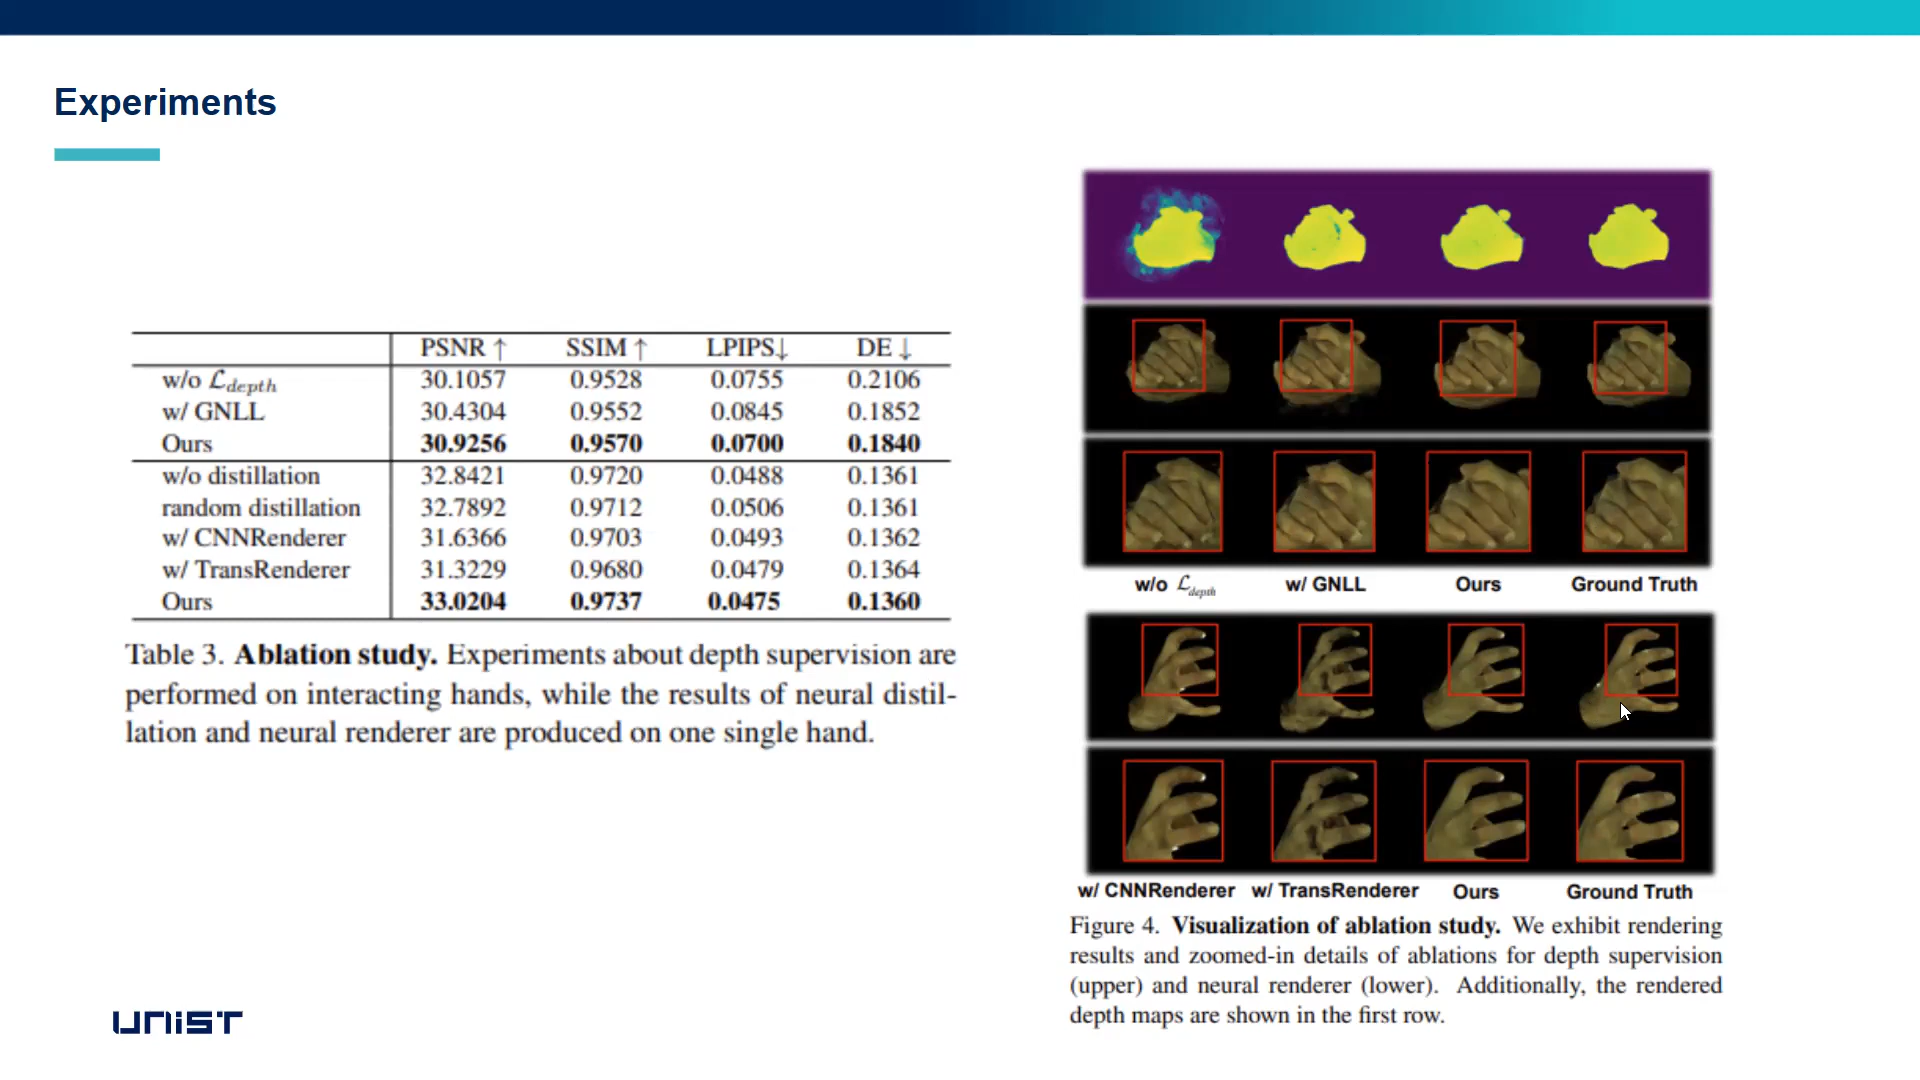 Experiments
PSNR ↑ SSIM ↑ LPIPS↓ DE ↓
w/o ℒdepth 30.1057 0.9528 0.0755 0.2106
w/ GNLL 30.4304 0.9552 0.0845 0.1852
Ours 30.9256 0.9570 0.0700 0.1840
w/o distillation 32.8421 0.9720 0.0488 0.1361
random distillation 32.7892 0.9712 0.0506 0.1361
w/ CNNRenderer 31.6366 0.9703 0.0493 0.1362
w/ TransRenderer 31.3229 0.9680 0.0479 0.1364
Ours 33.0204 0.9737 0.0475 0.1360
Table 3. Ablation study. Experiments about depth supervision are
performed on interacting hands, while the results of neural distil-
lation and neural renderer are produced on one single hand.
w/o ℒdepth w/ GNLL Ours Ground Truth
w/ CNNRenderer w/ TransRenderer Ours Ground Truth
Figure 4. Visualization of ablation study. We exhibit rendering
results and zoomed-in details of ablations for depth supervision
(upper) and neural renderer (lower). Additionally, the rendered
depth maps are shown in the first row.
UNIST